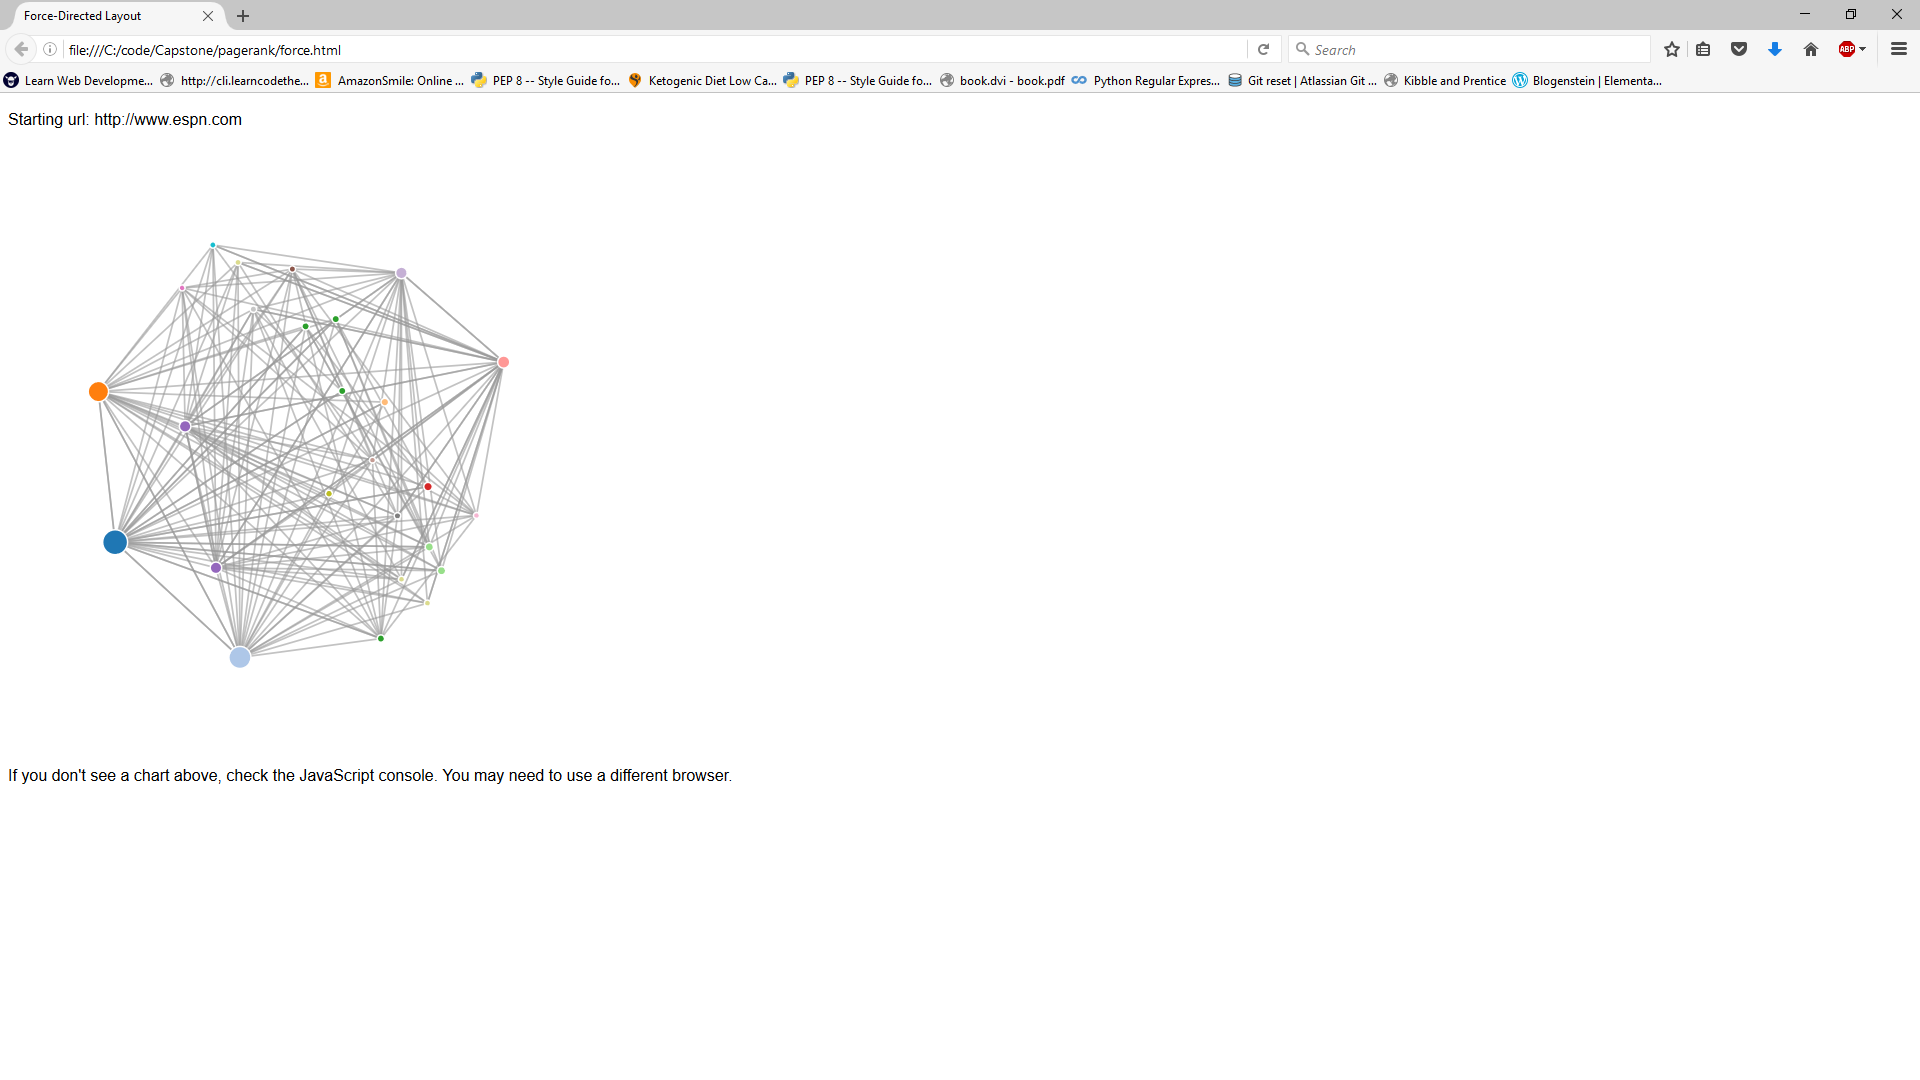 Force-Directed Layout
file:///C:/code/Capstone/pagerank/force.html
Search
ABP
Learn Web Developme... http://cli.learncodethe... AmazonSmile: Online ... PEP 8 -- Style Guide fo... Ketogenic Diet Low Ca... PEP 8 -- Style Guide fo... book.dvi - book.pdf Python Regular Expres... Git reset | Atlassian Git ... Kibble and Prentice Blogenstein | Elementa...
Starting url: http://www.espn.com
If you don't see a chart above, check the JavaScript console. You may need to use a different browser.